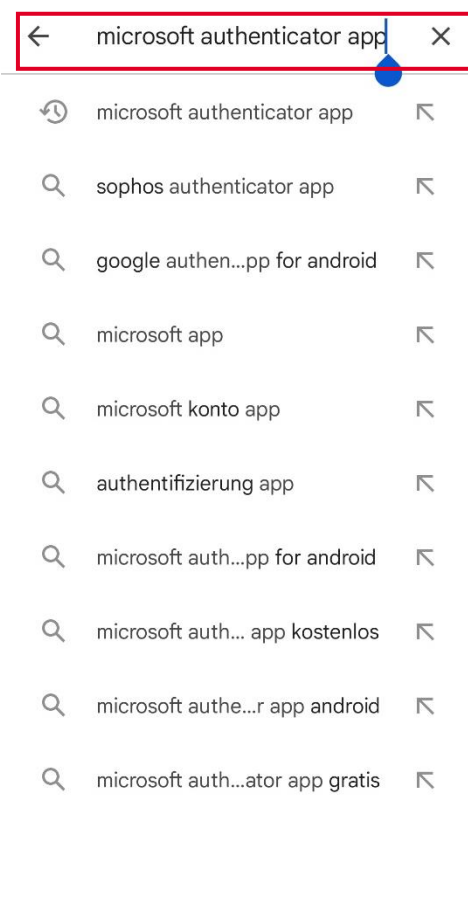 microsoft authenticator app
microsoft authenticator app
sophos authenticator app
google authen...pp for android
microsoft app
microsoft konto app
authentifizierung app
microsoft auth...pp for android
microsoft auth... app kostenlos
microsoft authe...r app android
microsoft auth...ator app gratis